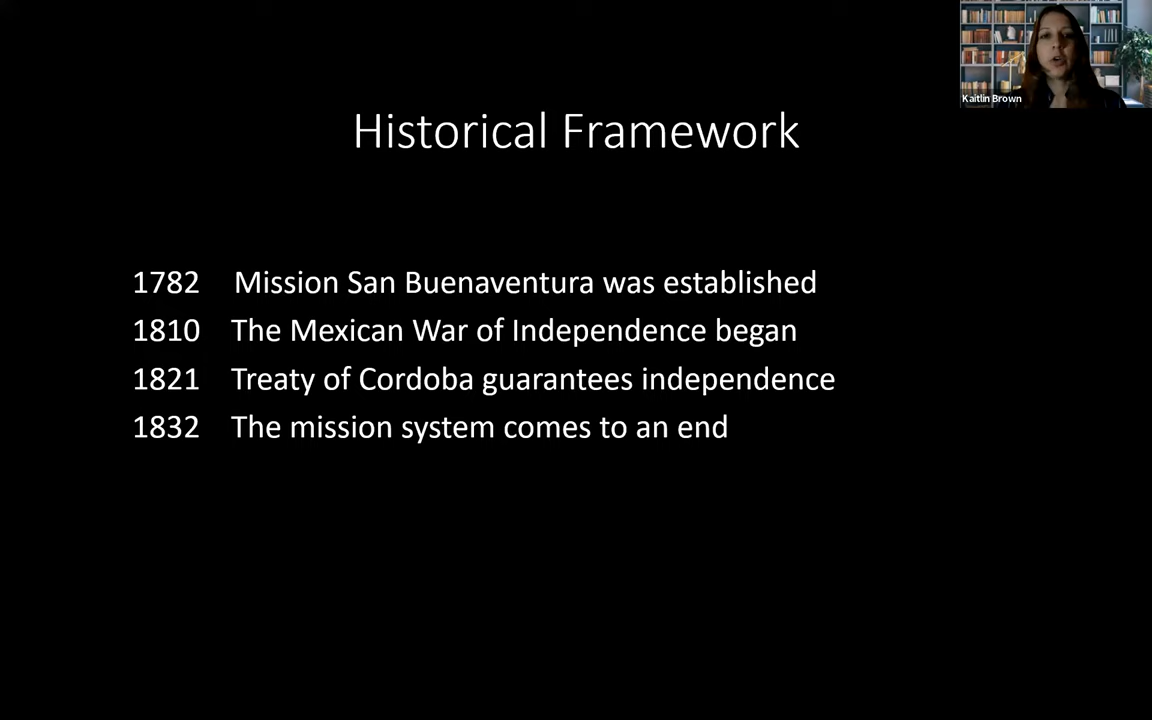 Kaitlin Brown
Historical Framework
1782 Mission San Buenaventura was established
1810 The Mexican War of Independence began
1821 Treaty of Cordoba guarantees independence
1832 The mission system comes to an end